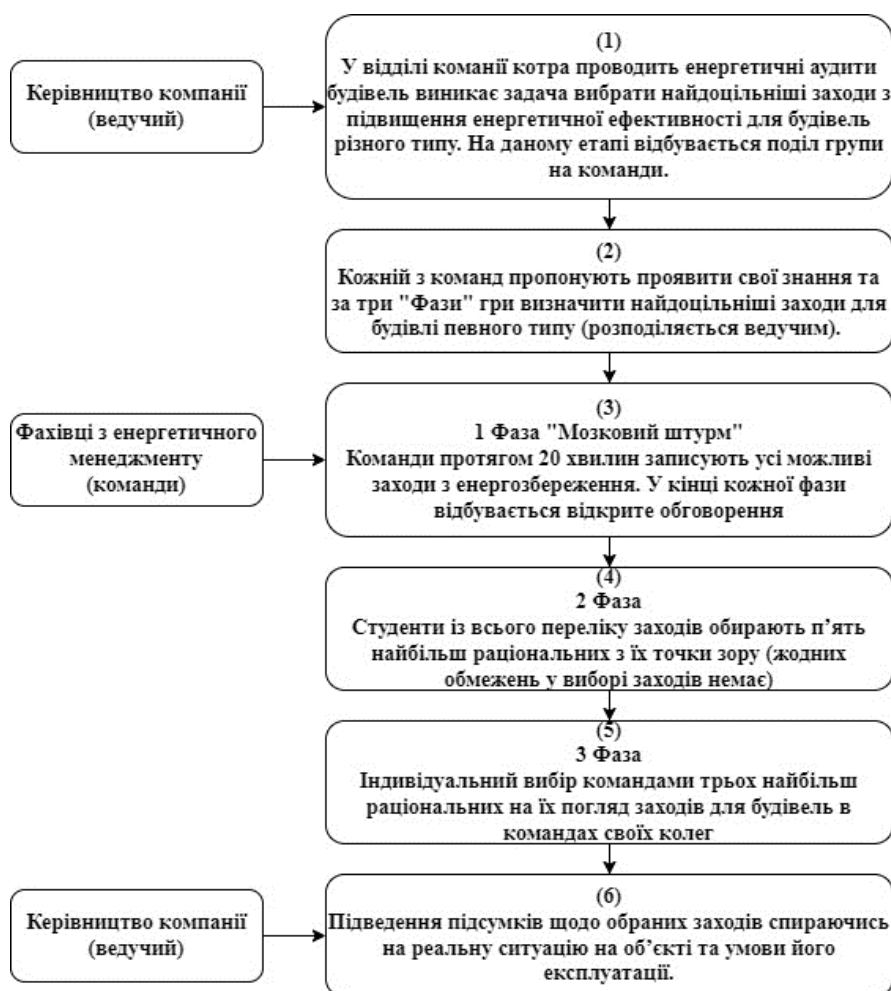 Керівництво компанії
(ведучий)
(1)
У відділі команії котра проводить енергетичні аудити
будівель виникає задача вибрати найдоцільніші заходи з
підвищення енергетичної ефективності для будівель
різного типу. На даному етапі відбувається поділ групи
на команди.
(2)
Кожній з команд пропонують проявити свої знання та
за три "Фази" гри визначити найдоцільніші заходи для
будівлі певного типу (розподіляється ведучим).
Фахівці з енергетичного
менеджменту
(команди)
(3)
1 Фаза "Мозковий штурм"
Команди протягом 20 хвилин записують усі можливі
заходи з енергозбереження. У кінці кожної фази
відбувається відкрите обговорення
(4)
2 Фаза
Студенти із всього переліку заходів обирають п’ять
найбільш раціональних з їх точки зору (жодних
обмежень у виборі заходів немає)
(5)
3 Фаза
Індивідуальний вибір командами трьох найбільш
раціональних на їх погляд заходів для будівель в
командах своїх колег
Керівництво компанії
(ведучий)
(6)
Підведення підсумків щодо обраних заходів спираючись
на реальну ситуацію на об’єкті та умови його
експлуатації.